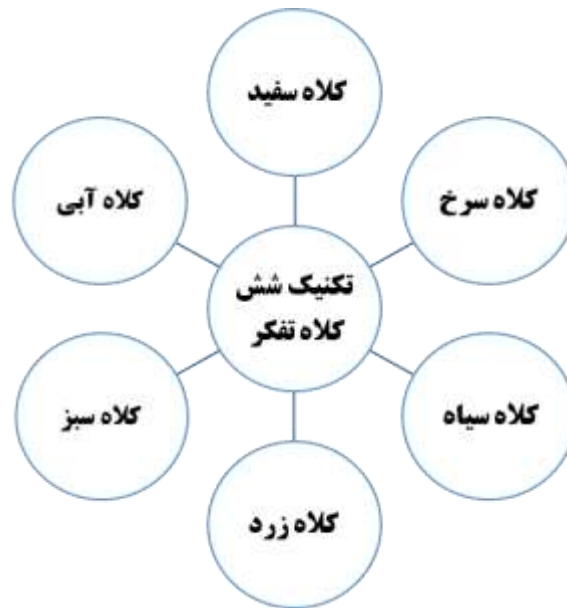 کلاه سفید
کلاه سرخ
کلاه آبی
تکنیک شش
کلاه تفکر
کلاه سیاه
کلاه سبز
کلاه زرد